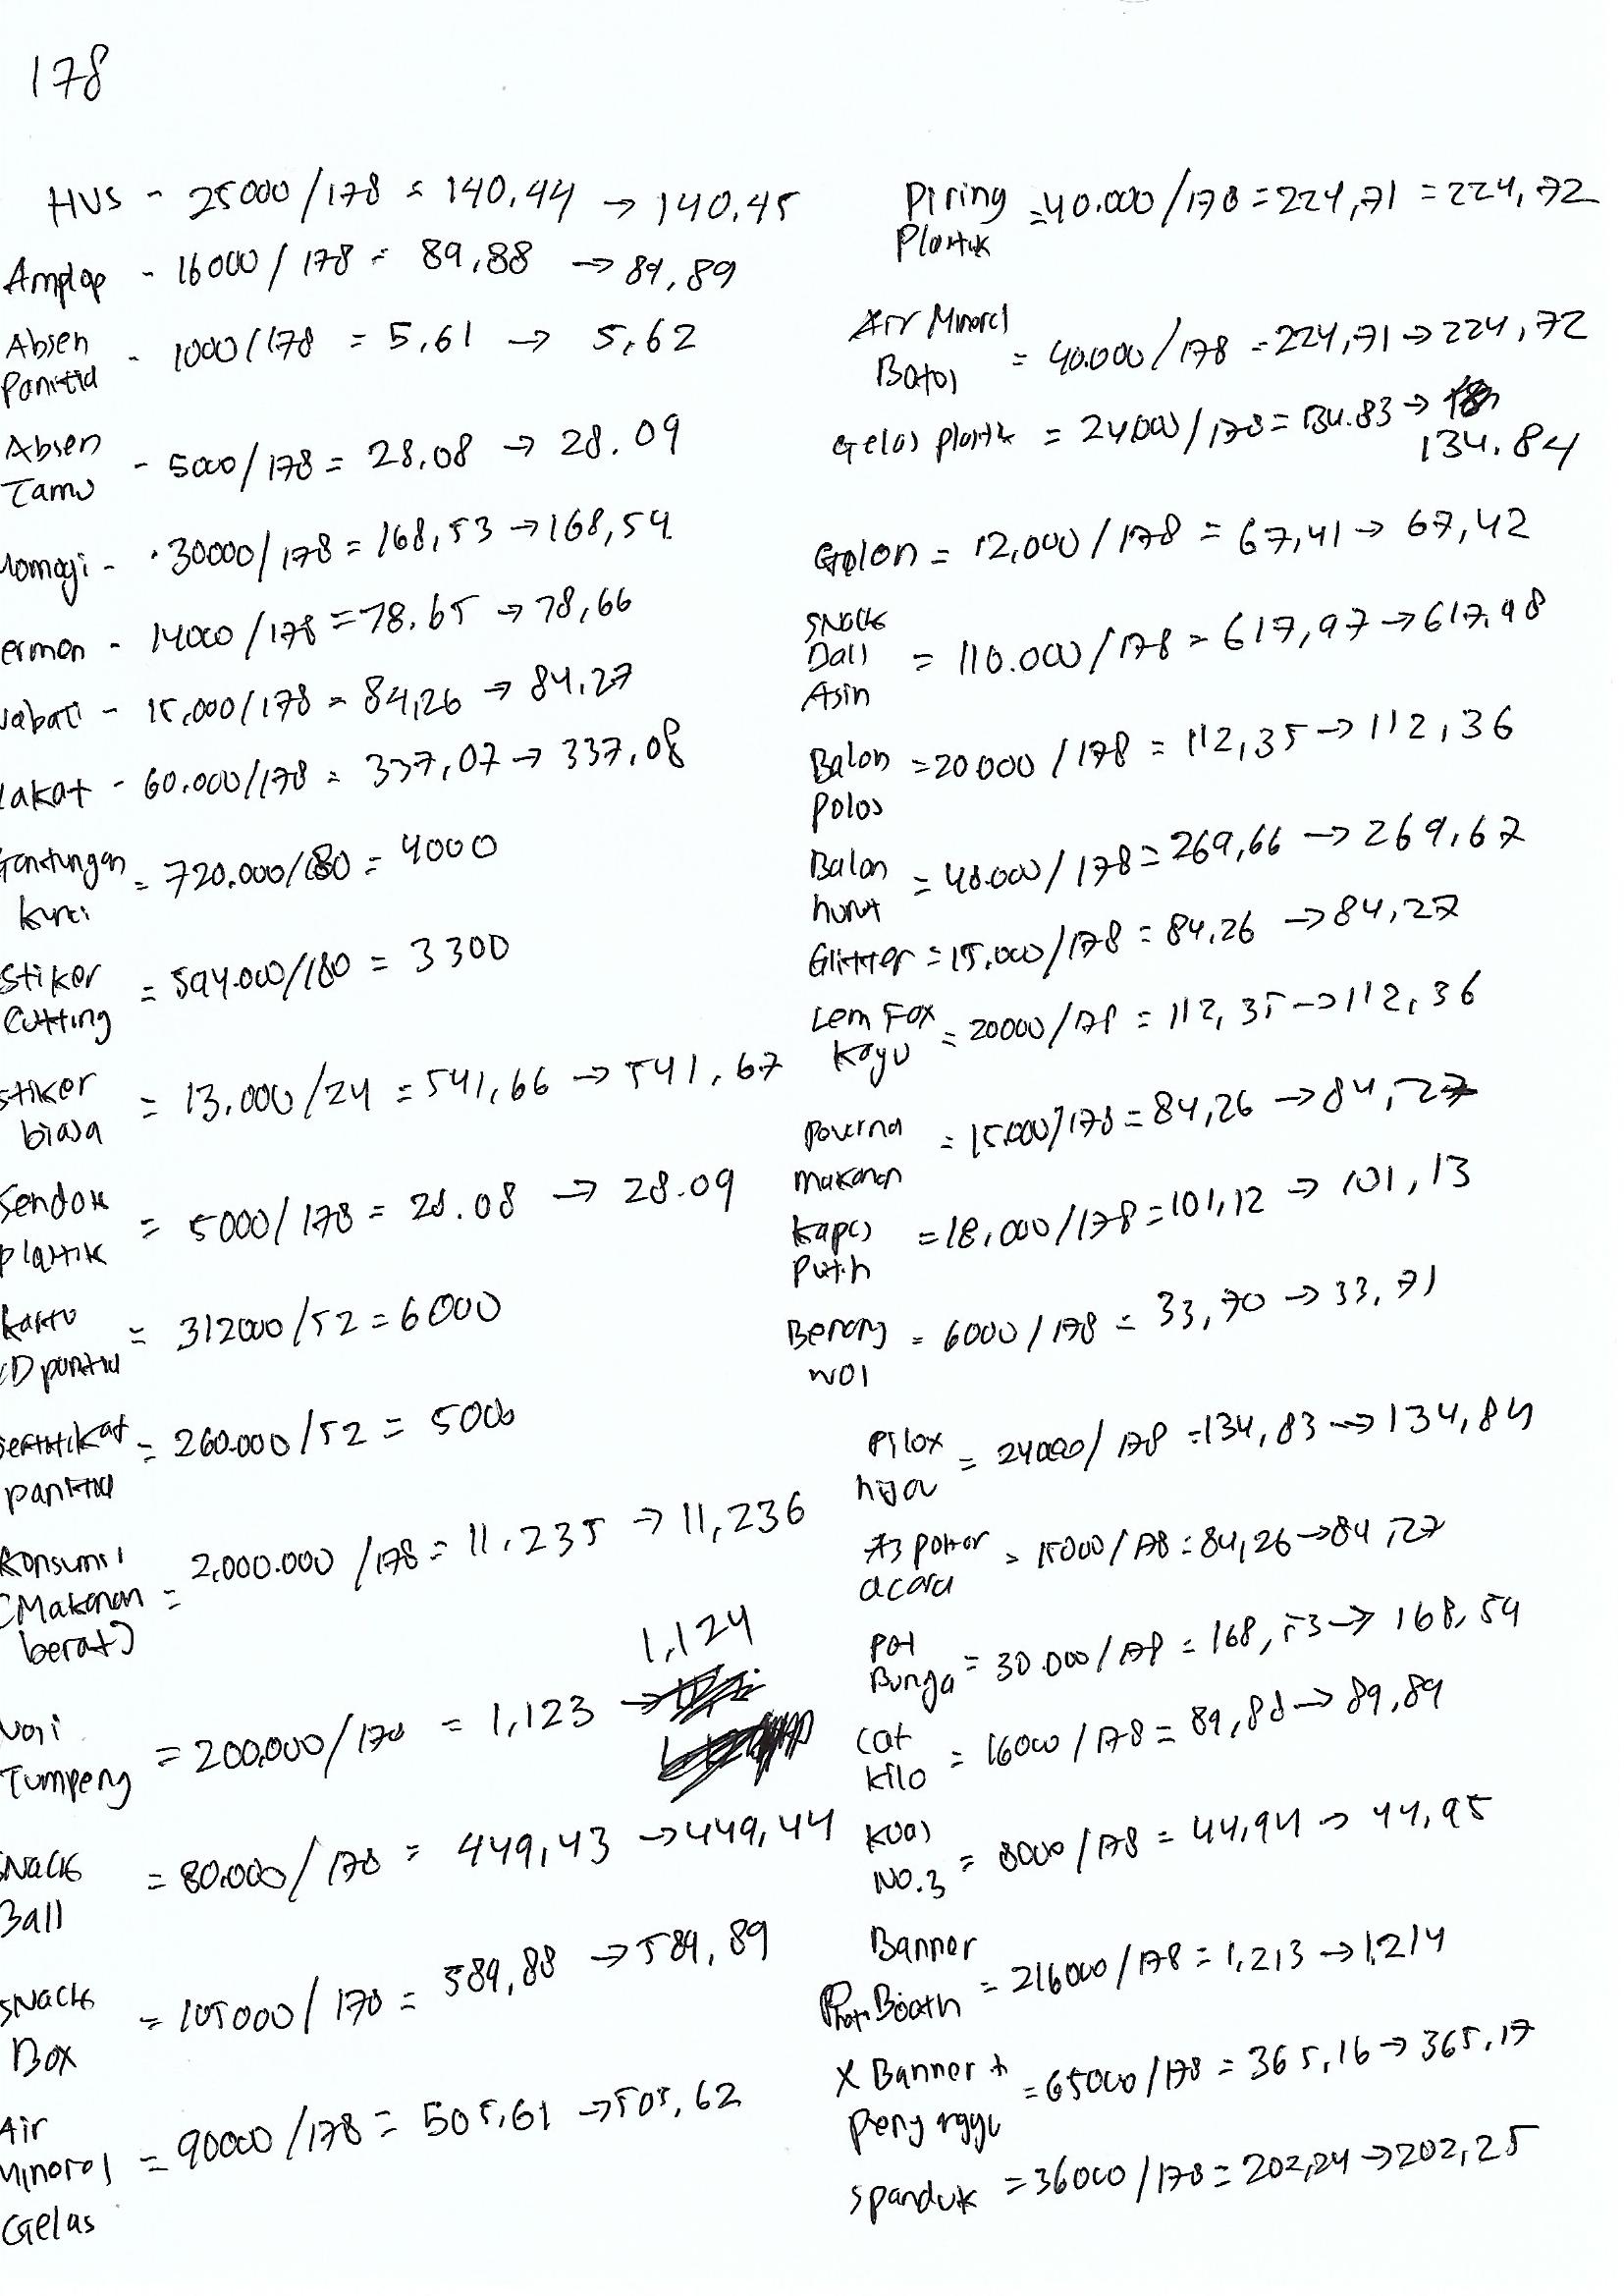 178
HVS - 25000/178 = 140,44 → 140,45
Amplop - 16000/178 = 89,88 → 89,89
Absen
Panitia - 1000/178 = 5,61 → 5,62
Absen
Tamu - 5000/178 = 28,08 → 28.09
- 30000/178 = 168,53 → 168,54
ermen - 14000/178 = 78,65 → 78,66
abati - 15,000/178 = 84,26 → 84,27
lakat - 60.000/178 = 337,07 → 337,08
Gantungan
kunci = 720.000/180 = 4000
Stiker
Cutting = 594.000/180 = 3300
Stiker
biasa = 13.000/24 = 541,66 → 541,67
Sendok
plastik = 5000/178 = 28.08 → 28.09
kartu
ID panitia = 312000/52 = 6000
Sertifikat
panitia = 260.000/52 = 5000
Konsumsi
(Makanan
berat) = 2,000.000/178 = 11.235 → 11,236
Nasi
Tumpeng = 200,000/178 = 1,123 → 1,124
Snack
Ball = 80.000/178 = 449,43 → 449,44
Snack
Box = 105000/178 = 589,88 → 589,89
Air
Mineral
Gelas = 90000/178 = 505,61 → 505,62
Piring
Plastik = 40.000/178 = 224,71 = 224,72
Air Mineral
Botol = 40.000/178 = 224,71 → 224,72
Gelas plastik = 24000/178 = 134.83 →
134.84
Galon = 12,000/178 = 67,41 → 67,42
Snack
Dari
Asin = 110.000/178 = 617,97 → 617,98
Balon
Polos = 20000/178 = 112,35 → 112,36
Balon
huruf = 48.000/178 = 269,66 → 269,67
Glitter = 15.000/178 = 84,26 → 84,27
Lem Fox
Kayu = 20000/178 = 112,35 → 112,36
makanan = 15.000/178 = 84,26 → 84,27
Kapas
Putih = 18,000/178 = 101,12 → 101,13
Benang
wol = 6000/178 = 33,70 → 33,71
Pilox
hijau = 24000/178 = 134,83 → 134,84
A3 poster
acara = 15000/178 = 84,26 → 84,27
Pot
Bunga = 30.000/178 = 168,53 → 168,54
Cat
kilo = 16000/178 = 89,88 → 89,89
Kuas
No.3 = 8000/178 = 44,94 → 44,95
Banner
Photo Booth = 216000/178 = 1,213 → 1,214
X Banner +
Penyangga = 65000/178 = 365,16 → 365,17
Spanduk = 36000/178 = 202,24 → 202,25